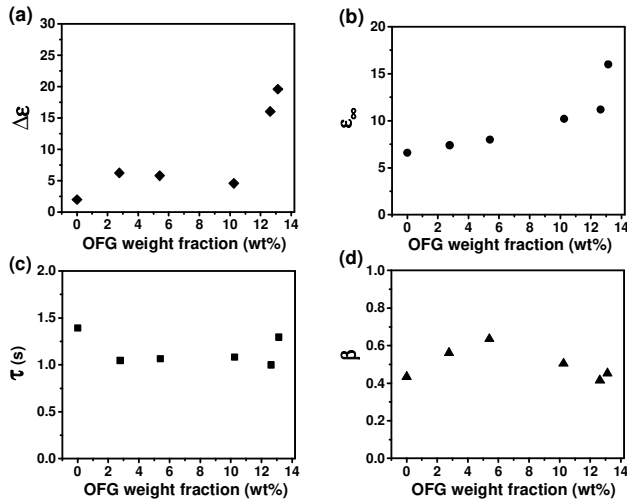 (a)
30
25
20
15
10
5
0
Δε
0 2 4 6 8 10 12 14
OFG weight fraction (wt%)
(b)
20
15
10
5
0
ε∞
0 2 4 6 8 10 12 14
OFG weight fraction (wt%)
(c)
2.0
1.5
1.0
0.5
0.0
τ (s)
0 2 4 6 8 10 12 14
OFG weight fraction (wt%)
(d)
1.0
0.8
0.6
0.4
0.2
0.0
β
0 2 4 6 8 10 12 14
OFG weight fraction (wt%)